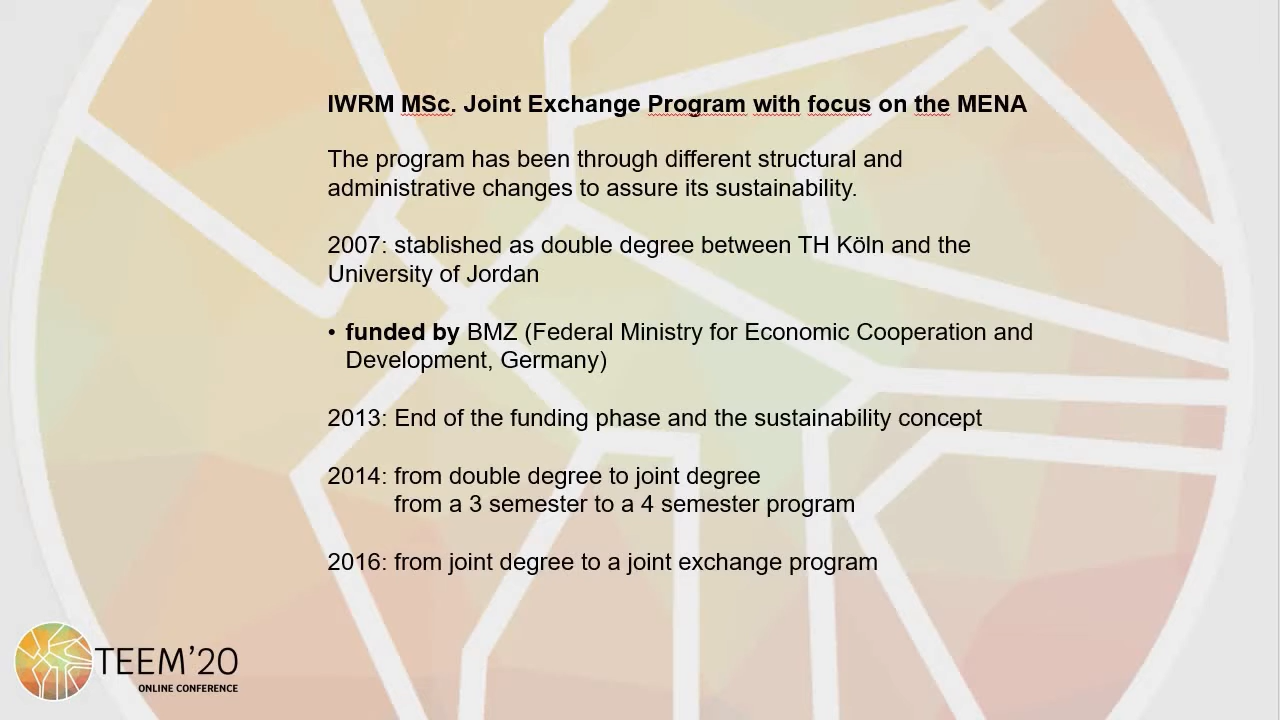 IWRM MSc. Joint Exchange Program with focus on the MENA
The program has been through different structural and
administrative changes to assure its sustainability.
2007: stablished as double degree between TH Köln and the
University of Jordan
• funded by BMZ (Federal Ministry for Economic Cooperation and
Development, Germany)
2013: End of the funding phase and the sustainability concept
2014: from double degree to joint degree
from a 3 semester to a 4 semester program
2016: from joint degree to a joint exchange program
TEEM'20
ONLINE CONFERENCE